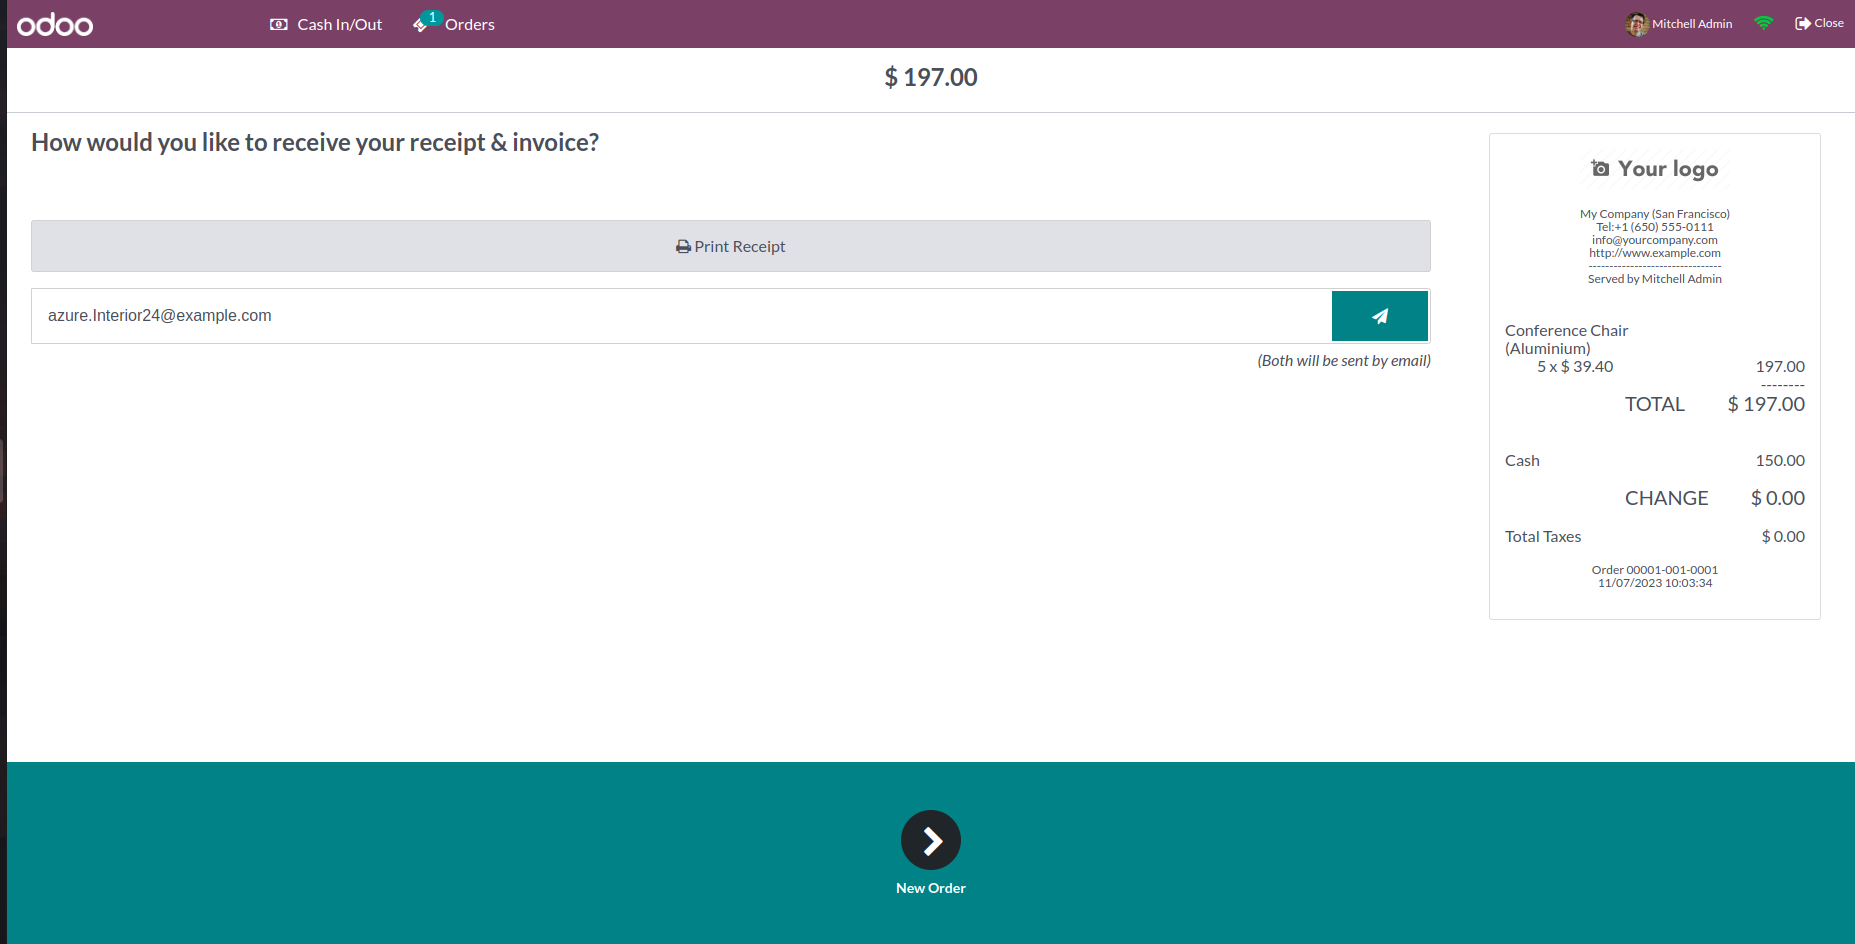 odoo
Cash In/Out
1
Orders
Mitchell Admin
Close
$ 197.00
How would you like to receive your receipt & invoice?
Print Receipt
azure.Interior24@example.com
(Both will be sent by email)
Your logo
My Company (San Francisco)
Tel:+1 (650) 555-0111
info@yourcompany.com
http://www.example.com
--------------------------------
Served by Mitchell Admin
Conference Chair
(Aluminium)
5 x $ 39.40 197.00
--------
TOTAL $ 197.00
Cash 150.00
CHANGE $ 0.00
Total Taxes $ 0.00
Order 00001-001-0001
11/07/2023 10:03:34
New Order